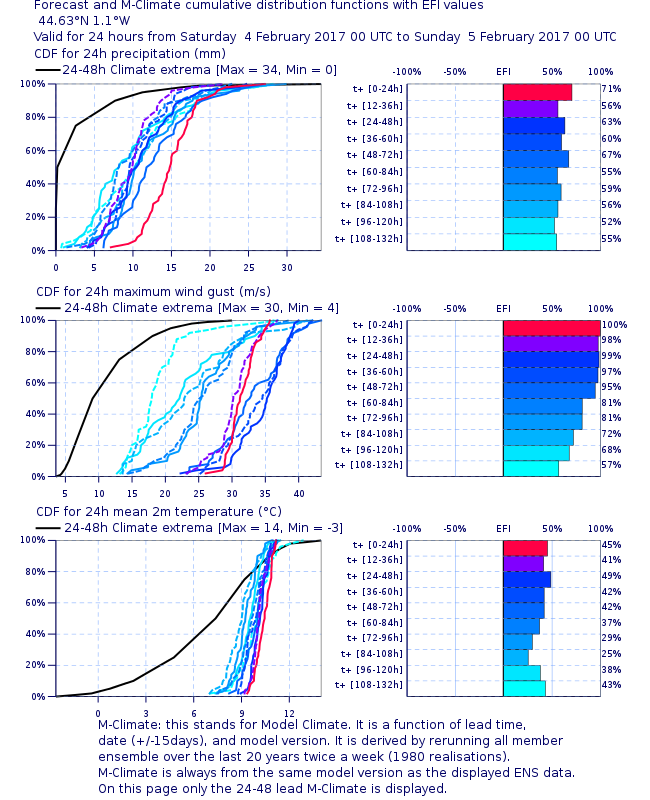 Forecast and M-Climate cumulative distribution functions with EFI values
44.63°N 1.1°W
Valid for 24 hours from Saturday 4 February 2017 00 UTC to Sunday 5 February 2017 00 UTC
CDF for 24h precipitation (mm)
24-48h Climate extrema [Max = 34, Min = 0]
-100% -50% EFI 50% 100%
100%
80%
60%
40%
20%
0%
0 5 10 15 20 25 30
t+ [0-24h] 71%
t+ [12-36h] 56%
t+ [24-48h] 63%
t+ [36-60h] 60%
t+ [48-72h] 67%
t+ [60-84h] 55%
t+ [72-96h] 59%
t+ [84-108h] 56%
t+ [96-120h] 52%
t+ [108-132h] 55%
CDF for 24h maximum wind gust (m/s)
24-48h Climate extrema [Max = 30, Min = 4]
-100% -50% EFI 50% 100%
100%
80%
60%
40%
20%
0%
5 10 15 20 25 30 35 40
t+ [0-24h] 100%
t+ [12-36h] 98%
t+ [24-48h] 99%
t+ [36-60h] 97%
t+ [48-72h] 95%
t+ [60-84h] 81%
t+ [72-96h] 81%
t+ [84-108h] 72%
t+ [96-120h] 68%
t+ [108-132h] 57%
CDF for 24h mean 2m temperature (°C)
24-48h Climate extrema [Max = 14, Min = -3]
-100% -50% EFI 50% 100%
100%
80%
60%
40%
20%
0%
0 3 6 9 12
t+ [0-24h] 45%
t+ [12-36h] 41%
t+ [24-48h] 49%
t+ [36-60h] 42%
t+ [48-72h] 42%
t+ [60-84h] 37%
t+ [72-96h] 29%
t+ [84-108h] 25%
t+ [96-120h] 38%
t+ [108-132h] 43%
M-Climate: this stands for Model Climate. It is a function of lead time,
date (+/-15days), and model version. It is derived by rerunning all member
ensemble over the last 20 years twice a week (1980 realisations).
M-Climate is always from the same model version as the displayed ENS data.
On this page only the 24-48 lead M-Climate is displayed.